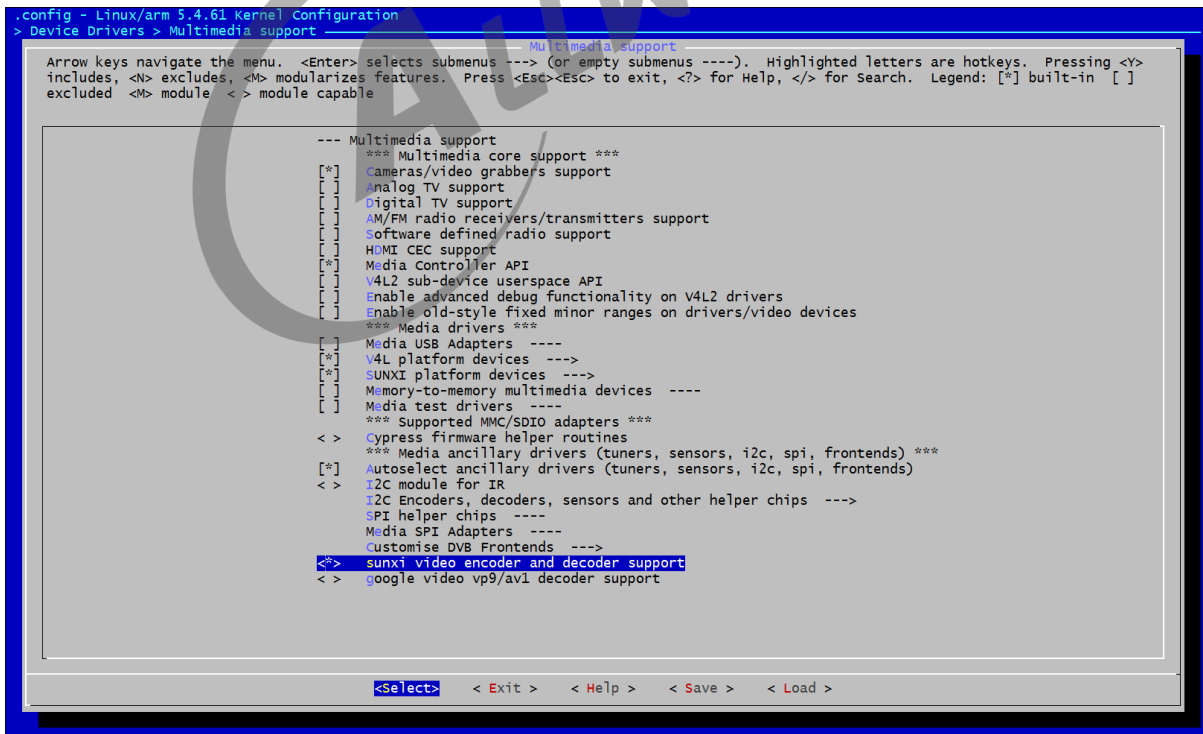 .config - Linux/arm 5.4.61 Kernel Configuration
> Device Drivers > Multimedia support
Multimedia support
Arrow keys navigate the menu. <Enter> selects submenus ---> (or empty submenus ----). Highlighted letters are hotkeys. Pressing <Y>
includes, <N> excludes, <M> modularizes features. Press <Esc><Esc> to exit, <?> for Help, </> for Search. Legend: [*] built-in [ ]
excluded <M> module < > module capable
--- Multimedia support
*** Multimedia core support ***
[*] Cameras/video grabbers support
[ ] Analog TV support
[ ] Digital TV support
[ ] AM/FM radio receivers/transmitters support
[ ] Software defined radio support
[ ] HDMI CEC support
[*] Media Controller API
[ ] V4L2 sub-device userspace API
[ ] Enable advanced debug functionality on V4L2 drivers
[ ] Enable old-style fixed minor ranges on drivers/video devices
*** Media drivers ***
[ ] Media USB Adapters ----
[*] V4L platform devices --->
[*] SUNXI platform devices --->
[ ] Memory-to-memory multimedia devices ----
[ ] Media test drivers ----
*** Supported MMC/SDIO adapters ***
< > Cypress firmware helper routines
*** Media ancillary drivers (tuners, sensors, i2c, spi, frontends) ***
[*] Autoselect ancillary drivers (tuners, sensors, i2c, spi, frontends)
< > I2C module for IR
I2C Encoders, decoders, sensors and other helper chips --->
SPI helper chips ----
Media SPI Adapters ----
Customise DVB Frontends --->
<*> sunxi video encoder and decoder support
< > google video vp9/av1 decoder support
<Select> < Exit > < Help > < Save > < Load >